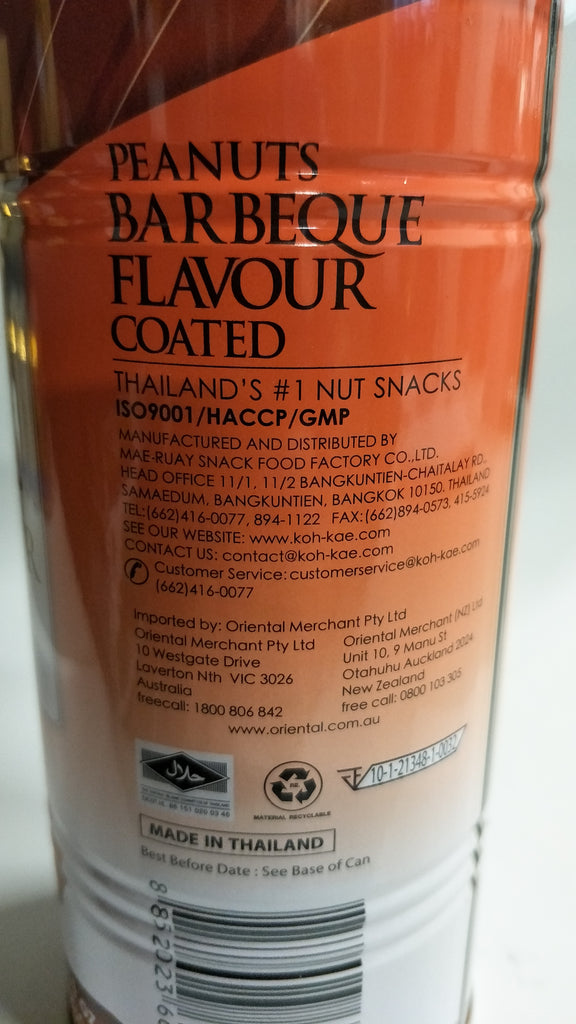 PEANUTS
BARBEQUE
FLAVOUR
COATED
THAILAND'S #1 NUT SNACKS
ISO9001/HACCP/GMP
MANUFACTURED AND DISTRIBUTED BY
MAE-RUAY SNACK FOOD FACTORY CO.,LTD.
HEAD OFFICE 11/1, 11/2 BANGKUNTIEN-CHAITALAY RD.,
SAMAEDUM, BANGKUNTIEN, BANGKOK 10150. THAILAND
TEL:(662)416-0077, 894-1122 FAX:(662)894-0573, 415-5924
SEE OUR WEBSITE: www.koh-kae.com
CONTACT US: contact@koh-kae.com
Customer Service: customerservice@koh-kae.com
(662)416-0077
Imported by: Oriental Merchant Pty Ltd
Oriental Merchant Pty Ltd
10 Westgate Drive
Laverton Nth VIC 3026
Australia
freecall: 1800 806 842
Oriental Merchant (NZ) Ltd
Unit 10, 9 Manu St
Otahuhu Auckland 2024
New Zealand
free call: 0800 103 305
www.oriental.com.au
حلال
MATERIAL RECYCLABLE
10-1-21348-1-0032
MADE IN THAILAND
Best Before Date : See Base of Can
8 852023 6